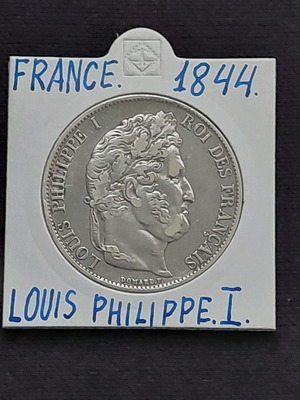 FRANCE. 1844.
LOUIS PHILIPPE I ROI DES FRANÇAIS
DOMARD F.
LOUIS PHILIPPE.I.